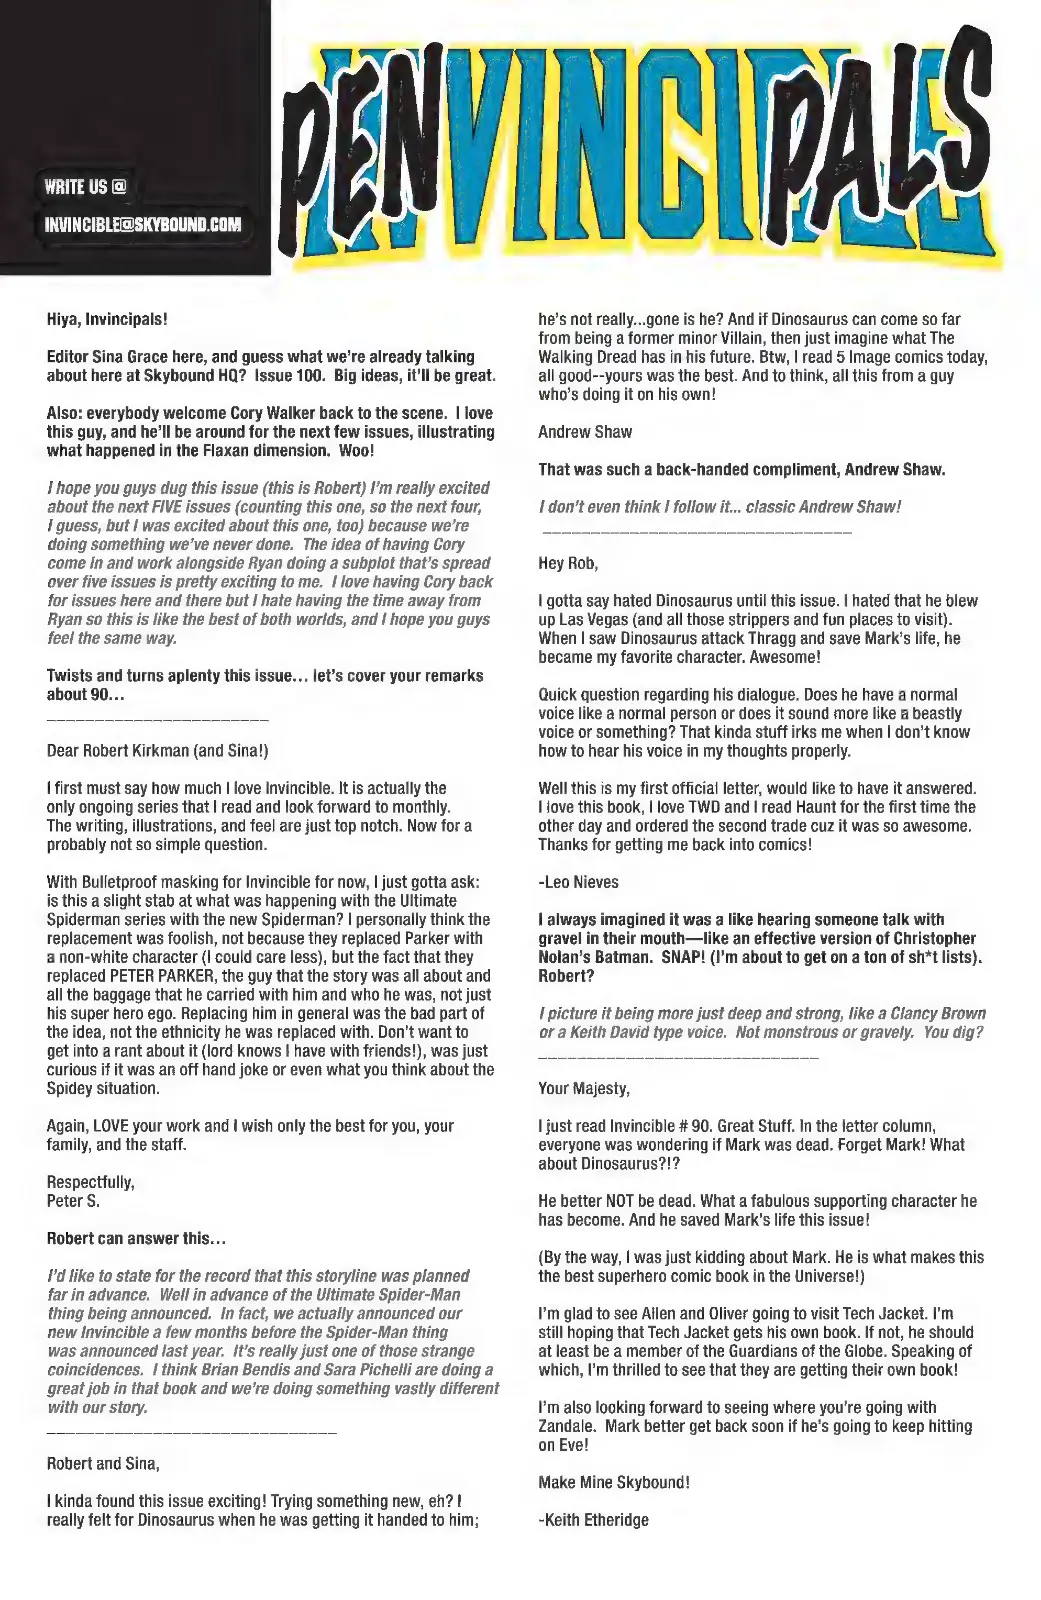 PENVINCIPALS
WRITE US @
INVINCIBLE@SKYBOUND.COM
Hiya, Invincipals!
Editor Sina Grace here, and guess what we're already talking
about here at Skybound HQ?  Issue 100.  Big ideas, it'll be great.
Also: everybody welcome Cory Walker back to the scene.  I love
this guy, and he'll be around for the next few issues, illustrating
what happened in the Flaxan dimension.  Woo!
I hope you guys dug this issue (this is Robert) I'm really excited
about the next FIVE issues (counting this one, so the next four,
I guess, but I was excited about this one, too) because we're
doing something we've never done.  The idea of having Cory
come in and work alongside Ryan doing a subplot that's spread
over five issues is pretty exciting to me.  I love having Cory back
for issues here and there but I hate having the time away from
Ryan so this is like the best of both worlds, and I hope you guys
feel the same way.
Twists and turns aplenty this issue... let's cover your remarks
about 90...
_______________________
Dear Robert Kirkman (and Sina!)
I first must say how much I love Invincible. It is actually the
only ongoing series that I read and look forward to monthly.
The writing, illustrations, and feel are just top notch. Now for a
probably not so simple question.
With Bulletproof masking for Invincible for now, I just gotta ask:
is this a slight stab at what was happening with the Ultimate
Spiderman series with the new Spiderman? I personally think the
replacement was foolish, not because they replaced Parker with
a non-white character (I could care less), but the fact that they
replaced PETER PARKER, the guy that the story was all about and
all the baggage that he carried with him and who he was, not just
his super hero ego. Replacing him in general was the bad part of
the idea, not the ethnicity he was replaced with. Don't want to
get into a rant about it (lord knows I have with friends!), was just
curious if it was an off hand joke or even what you think about the
Spidey situation.
Again, LOVE your work and I wish only the best for you, your
family, and the staff.
Respectfully,
Peter S.
Robert can answer this...
I'd like to state for the record that this storyline was planned
far in advance.  Well in advance of the Ultimate Spider-Man
thing being announced.  In fact, we actually announced our
new Invincible a few months before the Spider-Man thing
was announced last year.  It's really just one of those strange
coincidences.  I think Brian Bendis and Sara Pichelli are doing a
great job in that book and we're doing something vastly different
with our story.
______________________________
Robert and Sina,
I kinda found this issue exciting! Trying something new, eh? I
really felt for Dinosaurus when he was getting it handed to him;
he's not really...gone is he? And if Dinosaurus can come so far
from being a former minor Villain, then just imagine what The
Walking Dread has in his future. Btw, I read 5 Image comics today,
all good--yours was the best. And to think, all this from a guy
who's doing it on his own!
Andrew Shaw
That was such a back-handed compliment, Andrew Shaw.
I don't even think I follow it... classic Andrew Shaw!
________________________________
Hey Rob,
I gotta say hated Dinosaurus until this issue. I hated that he blew
up Las Vegas (and all those strippers and fun places to visit).
When I saw Dinosaurus attack Thragg and save Mark's life, he
became my favorite character. Awesome!
Quick question regarding his dialogue. Does he have a normal
voice like a normal person or does it sound more like a beastly
voice or something? That kinda stuff irks me when I don't know
how to hear his voice in my thoughts properly.
Well this is my first official letter, would like to have it answered.
I love this book, I love TWD and I read Haunt for the first time the
other day and ordered the second trade cuz it was so awesome.
Thanks for getting me back into comics!
-Leo Nieves
I always imagined it was a like hearing someone talk with
gravel in their mouth—like an effective version of Christopher
Nolan's Batman.  SNAP! (I'm about to get on a ton of sh*t lists).
Robert?
I picture it being more just deep and strong, like a Clancy Brown
or a Keith David type voice.  Not monstrous or gravely.  You dig?
_____________________________
Your Majesty,
I just read Invincible # 90. Great Stuff. In the letter column,
everyone was wondering if Mark was dead. Forget Mark! What
about Dinosaurus?!?
He better NOT be dead. What a fabulous supporting character he
has become. And he saved Mark's life this issue!
(By the way, I was just kidding about Mark. He is what makes this
the best superhero comic book in the Universe!)
I'm glad to see Allen and Oliver going to visit Tech Jacket. I'm
still hoping that Tech Jacket gets his own book. If not, he should
at least be a member of the Guardians of the Globe. Speaking of
which, I'm thrilled to see that they are getting their own book!
I'm also looking forward to seeing where you're going with
Zandale.  Mark better get back soon if he's going to keep hitting
on Eve!
Make Mine Skybound!
-Keith Etheridge